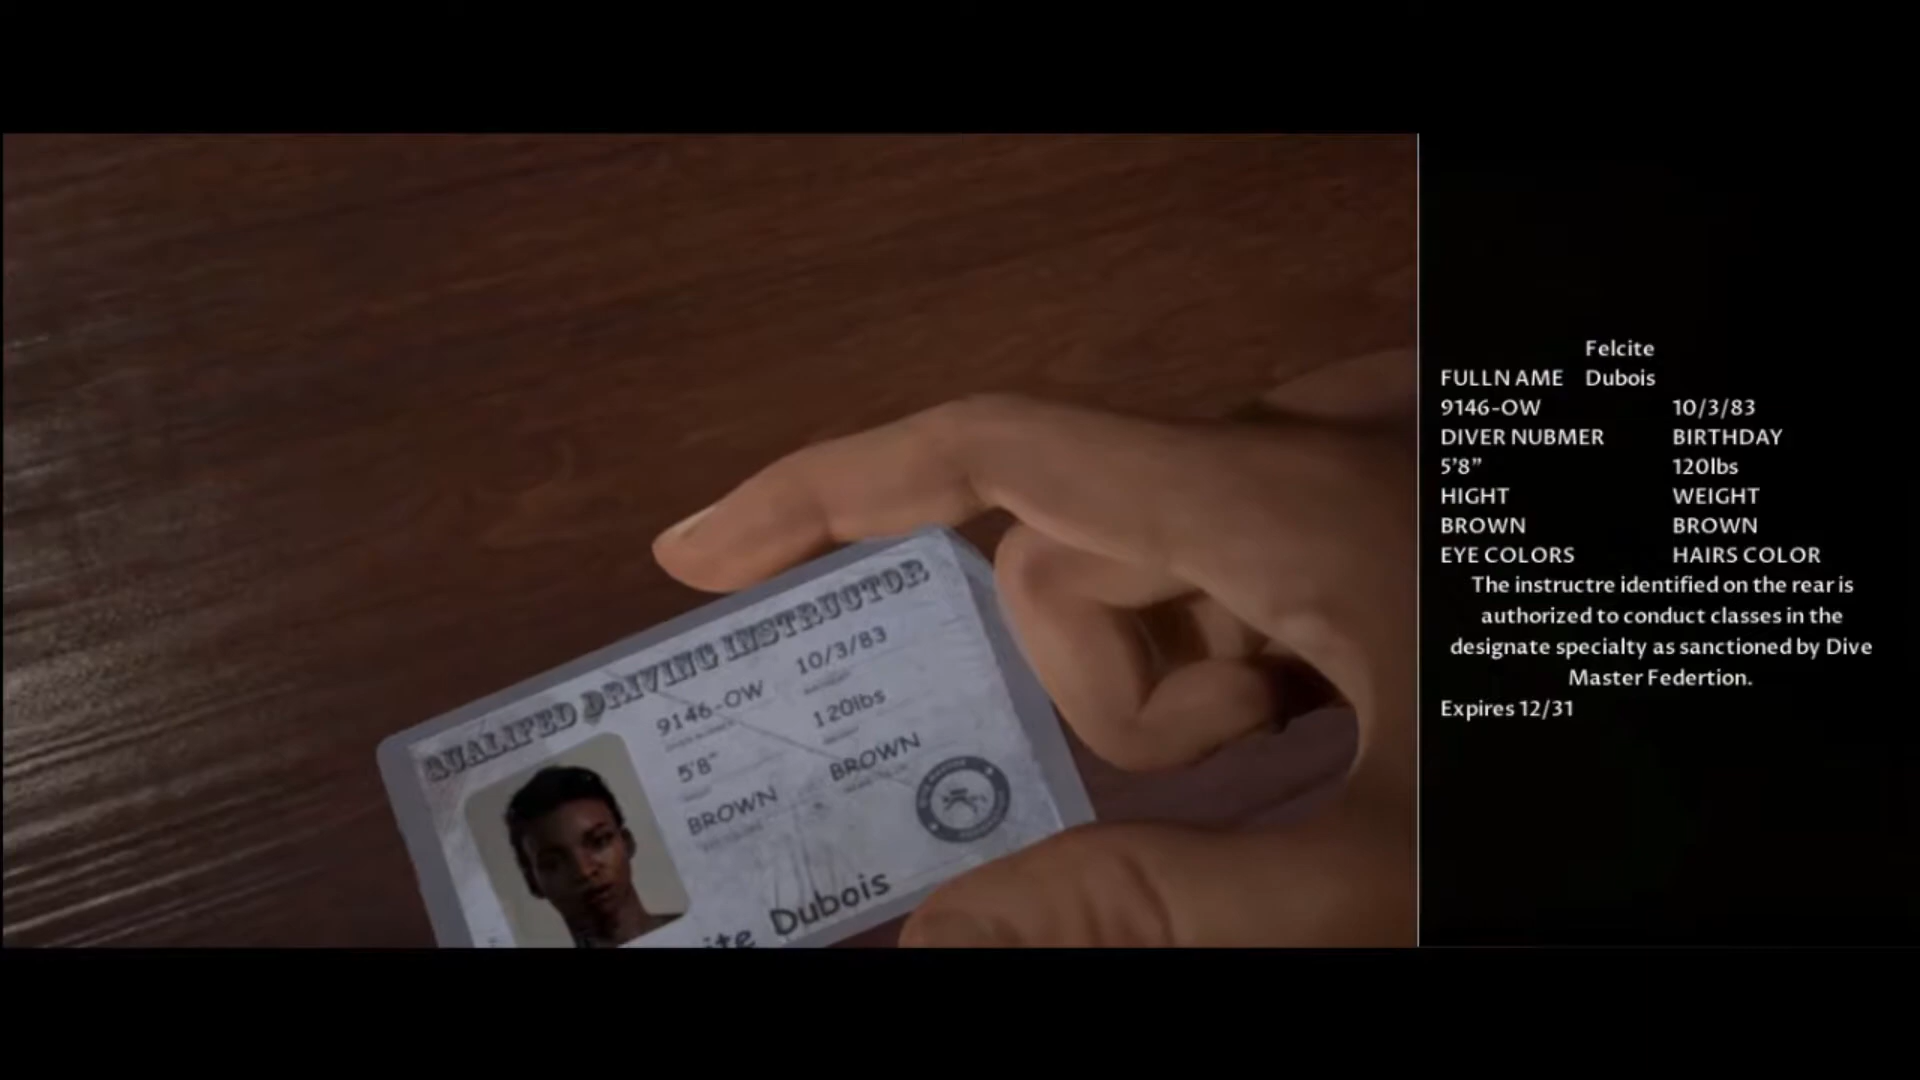 QUALIFED DRIVING INSTRUCTOR
9146-OW 10/3/83
5'8" 120lbs
BROWN BROWN
Dubois
Felcite
FULLN AME Dubois
9146-OW 10/3/83
DIVER NUBMER BIRTHDAY
5'8" 120lbs
HIGHT WEIGHT
BROWN BROWN
EYE COLORS HAIRS COLOR
The instructre identified on the rear is
authorized to conduct classes in the
designate specialty as sanctioned by Dive
Master Federtion.
Expires 12/31